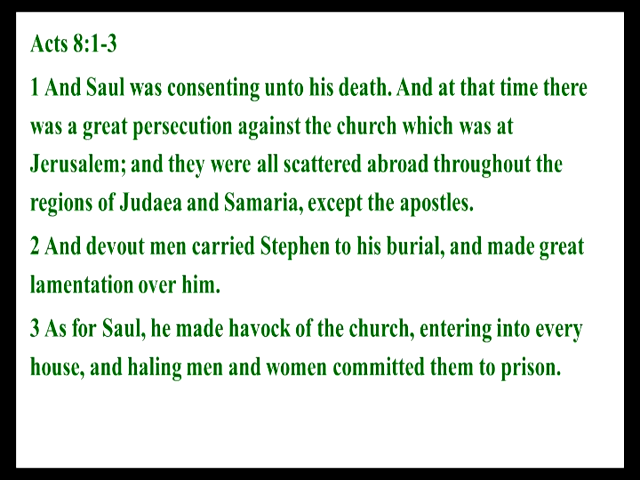 Acts 8:1-3
1 And Saul was consenting unto his death. And at that time there
was a great persecution against the church which was at
Jerusalem; and they were all scattered abroad throughout the
regions of Judaea and Samaria, except the apostles.
2 And devout men carried Stephen to his burial, and made great
lamentation over him.
3 As for Saul, he made havock of the church, entering into every
house, and haling men and women committed them to prison.